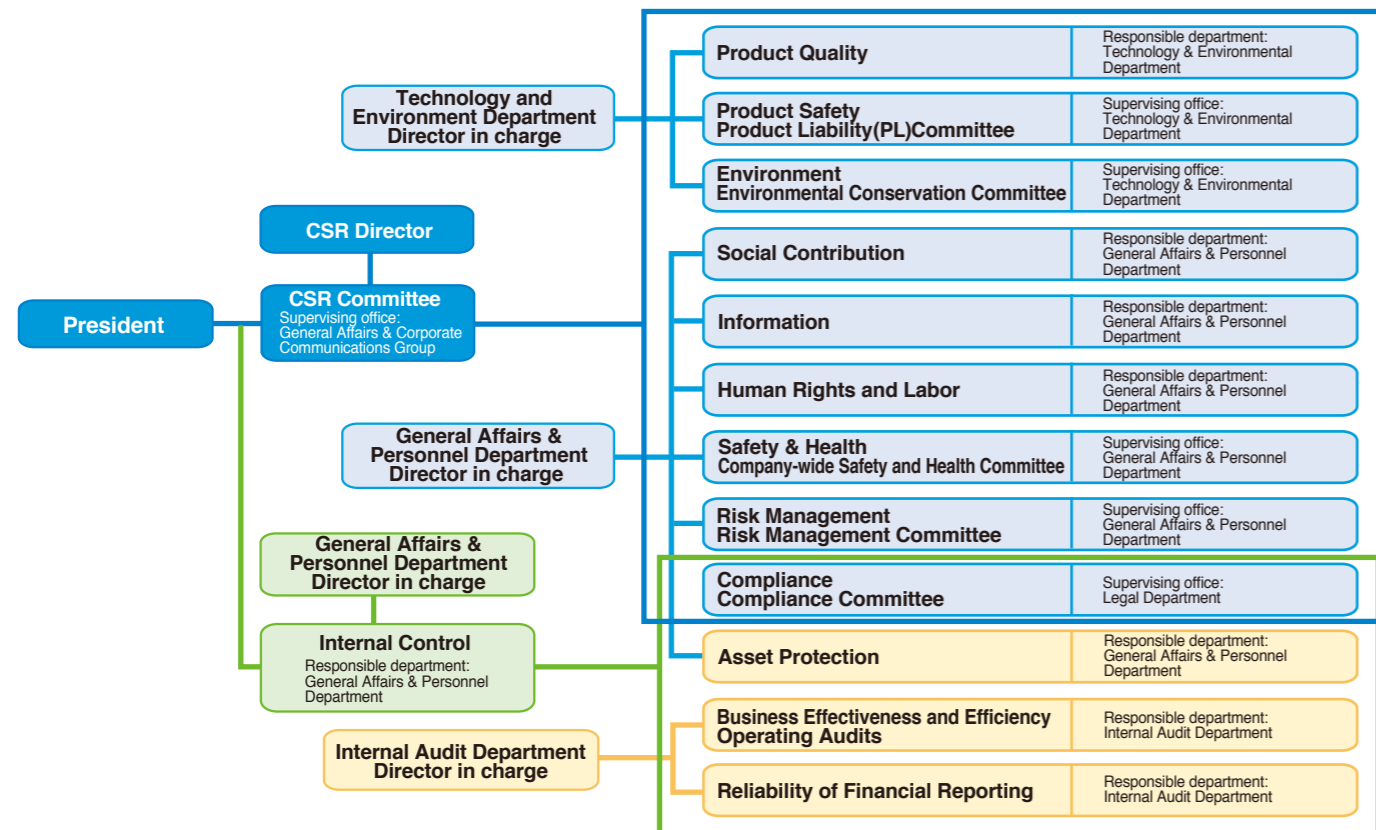 Technology and
Environment Department
Director in charge
Product Quality
Responsible department:
Technology & Environmental
Department
Product Safety
Product Liability(PL)Committee
Supervising office:
Technology & Environmental
Department
Environment
Environmental Conservation Committee
Supervising office:
Technology & Environmental
Department
CSR Director
CSR Committee
Supervising office:
General Affairs & Corporate
Communications Group
President
Social Contribution
Responsible department:
General Affairs & Personnel
Department
Information
Responsible department:
General Affairs & Personnel
Department
Human Rights and Labor
Responsible department:
General Affairs & Personnel
Department
General Affairs &
Personnel Department
Director in charge
Safety & Health
Company-wide Safety and Health Committee
Supervising office:
General Affairs & Personnel
Department
Risk Management
Risk Management Committee
Supervising office:
General Affairs & Personnel
Department
General Affairs &
Personnel Department
Director in charge
Compliance
Compliance Committee
Supervising office:
Legal Department
Internal Control
Responsible department:
General Affairs & Personnel
Department
Asset Protection
Responsible department:
General Affairs & Personnel
Department
Internal Audit Department
Director in charge
Business Effectiveness and Efficiency
Operating Audits
Responsible department:
Internal Audit Department
Reliability of Financial Reporting
Responsible department:
Internal Audit Department